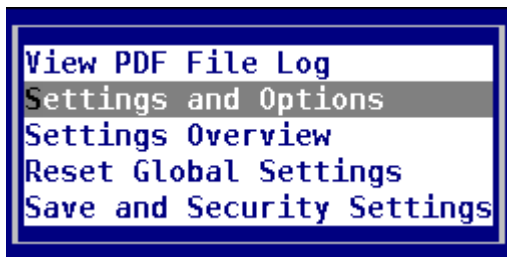 View PDF File Log
Settings and Options
Settings Overview
Reset Global Settings
Save and Security Settings